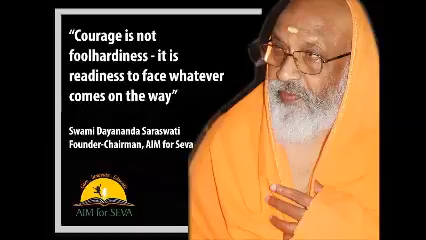 “Courage is not
foolhardiness - it is
readiness to face whatever
comes on the way”
Swami Dayananda Saraswati
Founder-Chairman, AIM for Seva
AIM for SEVA